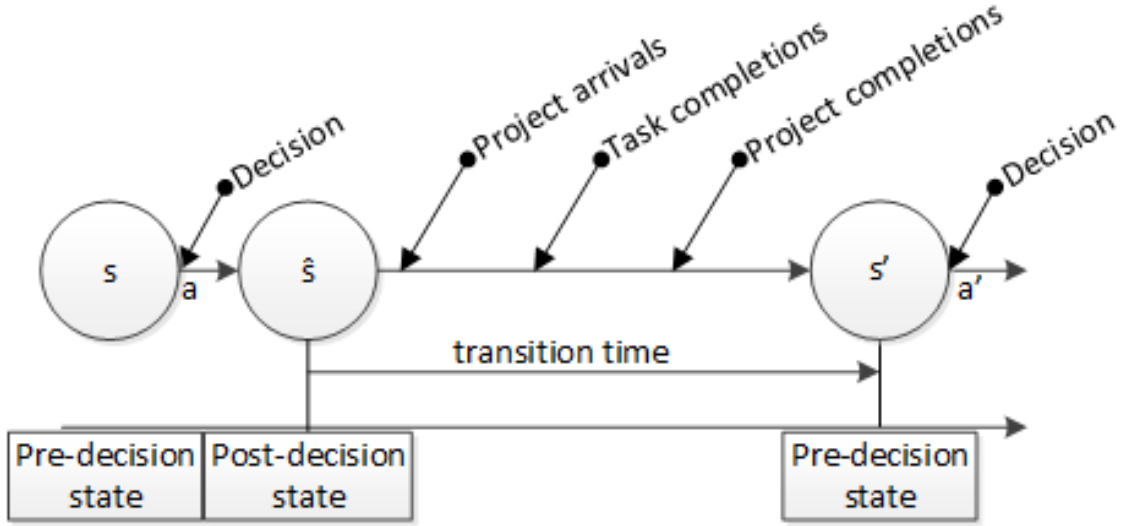 Decision
Project arrivals
Task completions
Project completions
Decision
s
a
ŝ
s’
a’
transition time
Pre-decision
state
Post-decision
state
Pre-decision
state